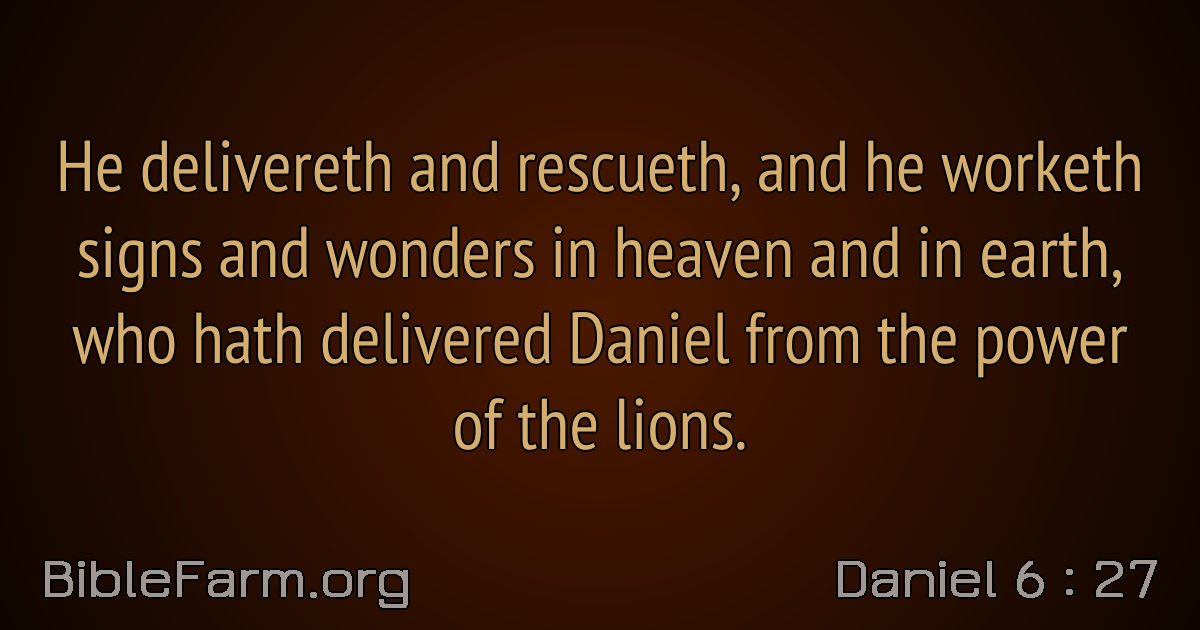 He delivereth and rescueth, and he worketh
signs and wonders in heaven and in earth,
who hath delivered Daniel from the power
of the lions.
BibleFarm.org
Daniel 6 : 27